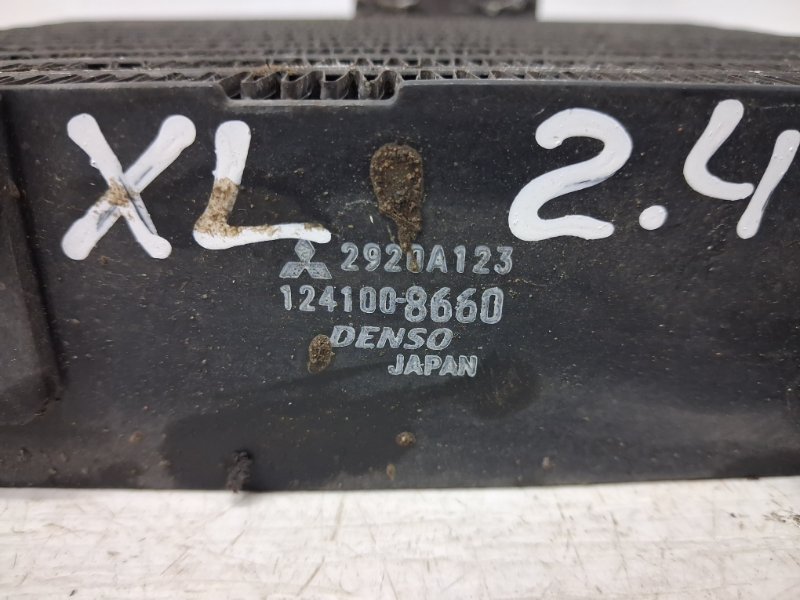 XL 2.4
2920A123
124100-8660
DENSO
JAPAN